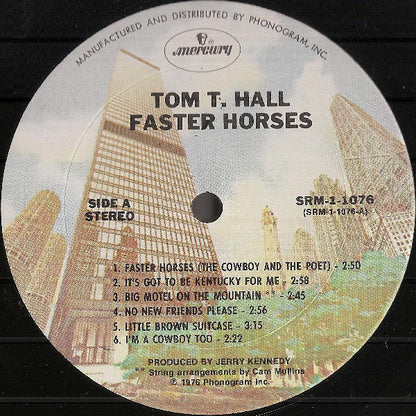 MANUFACTURED AND DISTRIBUTED BY PHONOGRAM, INC.
mercury
TOM T. HALL
FASTER HORSES
SIDE A
STEREO
SRM-1-1076
(SRM-1-1076-A)
1. FASTER HORSES (THE COWBOY AND THE POET) - 2:50
2. IT'S GOT TO BE KENTUCKY FOR ME - 2:58
3. BIG MOTEL ON THE MOUNTAIN ** - 2:45
4. NO NEW FRIENDS PLEASE - 2:56
5. LITTLE BROWN SUITCASE - 3:15
6. I'M A COWBOY TOO - 2:22
PRODUCED BY JERRY KENNEDY
** String arrangements by Cam Mullins
℗ 1976 Phonogram Inc.